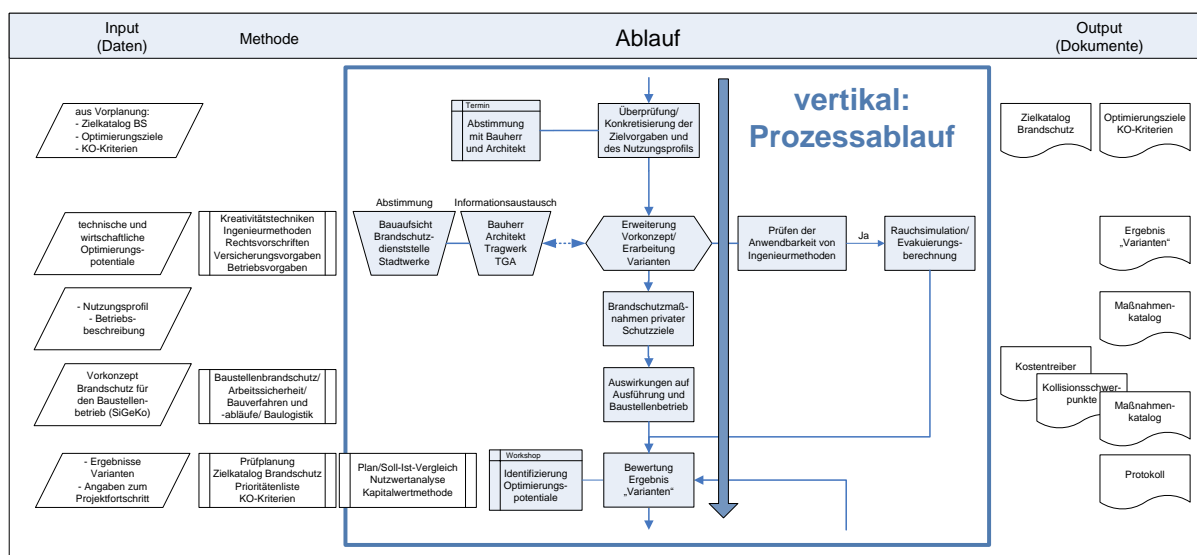 Input
(Daten)
Methode
Ablauf
Output
(Dokumente)
vertikal:
Prozessablauf
aus Vorplanung:
- Zielkatalog BS
- Optimierungsziele
- KO-Kriterien
Termin
Abstimmung
mit Bauherr
und Architekt
Überprüfung/
Konkretisierung der
Zielvorgaben und
des Nutzungsprofils
Zielkatalog
Brandschutz
Optimierungsziele
KO-Kriterien
technische und
wirtschaftliche
Optimierungs-
potentiale
Kreativitätstechniken
Ingenieurmethoden
Rechtsvorschriften
Versicherungsvorgaben
Betriebsvorgaben
Abstimmung
Bauaufsicht
Brandschutz-
dienststelle
Stadtwerke
Informationsaustausch
Bauherr
Architekt
Tragwerk
TGA
Erweiterung
Vorkonzept/
Erarbeitung
Varianten
Prüfen der
Anwendbarkeit von
Ingenieurmethoden
Ja
Rauchsimulation/
Evakuierungs-
berechnung
Ergebnis
„Varianten“
- Nutzungsprofil
- Betriebs-
beschreibung
Brandschutzmaß-
nahmen privater
Schutzziele
Maßnahmen-
katalog
Vorkonzept
Brandschutz für
den Baustellen-
betrieb (SiGeKo)
Baustellenbrandschutz/
Arbeitssicherheit/
Bauverfahren und
-abläufe/ Baulogistik
Auswirkungen auf
Ausführung und
Baustellenbetrieb
Kostentreiber
Kollisionsschwer-
punkte
Maßnahmen-
katalog
- Ergebnisse
Varianten
- Angaben zum
Projektfortschritt
Prüfplanung
Zielkatalog Brandschutz
Prioritätenliste
KO-Kriterien
Plan/Soll-Ist-Vergleich
Nutzwertanalyse
Kapitalwertmethode
Workshop
Identifizierung
Optimierungs-
potentiale
Bewertung
Ergebnis
„Varianten“
Protokoll